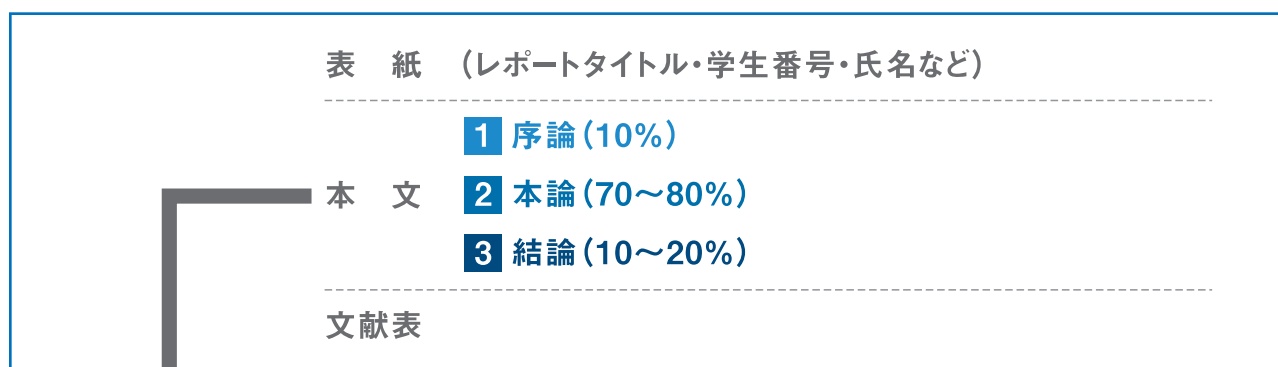 表 紙 (レポートタイトル・学生番号・氏名など)
1 序論(10%)
本 文 2 本論(70〜80%)
3 結論(10〜20%)
文献表